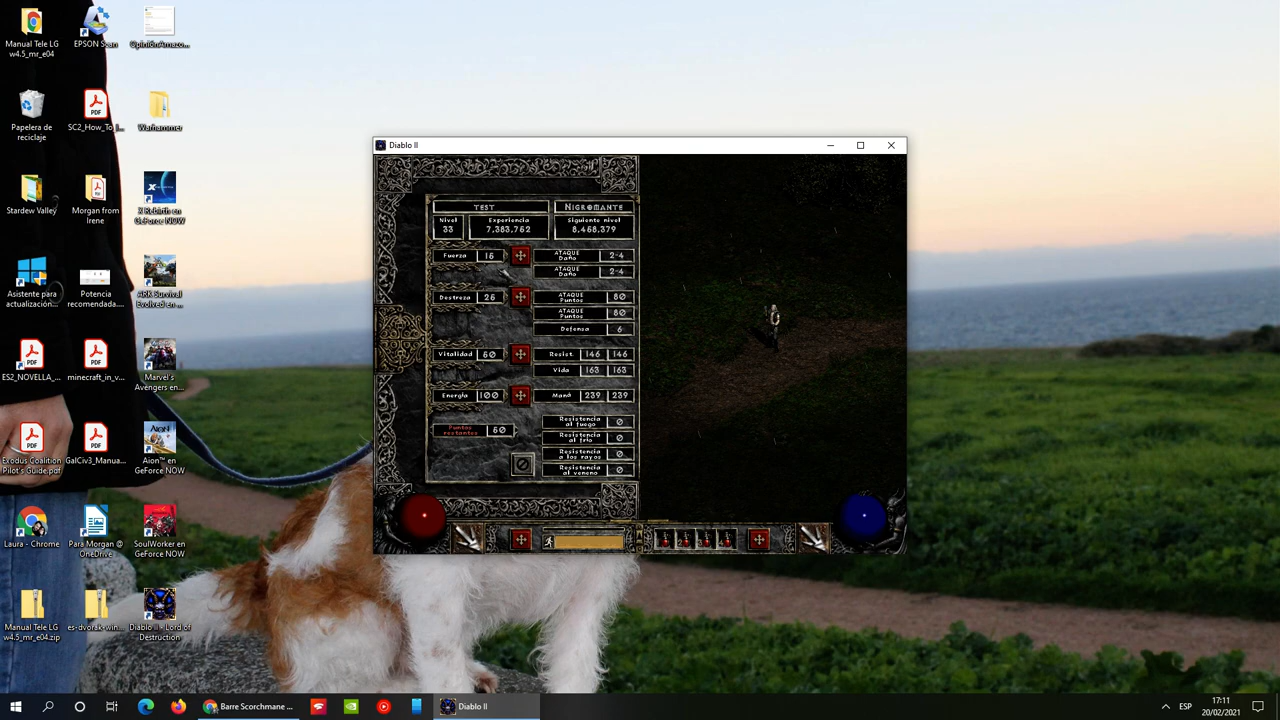 Manual Tele LG
w4.5_mr_e04
EPSON Scan
OpiniónAmazo...
Papelera de
reciclaje
SC2_How_To_I...
Warhammer
Stardew Valley
Morgan from
Irene
X Rebirth en
GeForce NOW
Asistente para
actualización...
Potencia
recomendada....
ARK Survival
Evolved en ...
ES2_NOVELLA_...
minecraft_in_v...
Marvel's
Avengers en...
Exodus Coalition
Pilot's Guide.pdf
GalCiv3_Manua...
Aion™ en
GeForce NOW
Laura - Chrome
Para Morgan @
OneDrive
SoulWorker en
GeForce NOW
Manual Tele LG
w4.5_mr_e04.zip
es-dvorak-win...
Diablo II - Lord of
Destruction
Diablo II
TEST
Nigromante
Nivel
33
Experiencia
7,383,762
Siguiente nivel
8,468,379
Fuerza 15
ATAQUE
Daño 2-4
ATAQUE
Daño 2-4
Destreza 25
ATAQUE
Puntos 80
ATAQUE
Puntos 80
Defensa 6
Vitalidad 60
Resist. 146 146
Vida 163 163
Energía 100
Maná 239 239
Puntos
restantes 60
Resistencia
al fuego 0
Resistencia
al frío 0
Resistencia
a los rayos 0
Resistencia
al veneno 0
Barre Scorchmane ...
Diablo II
ESP
17:11
20/02/2021